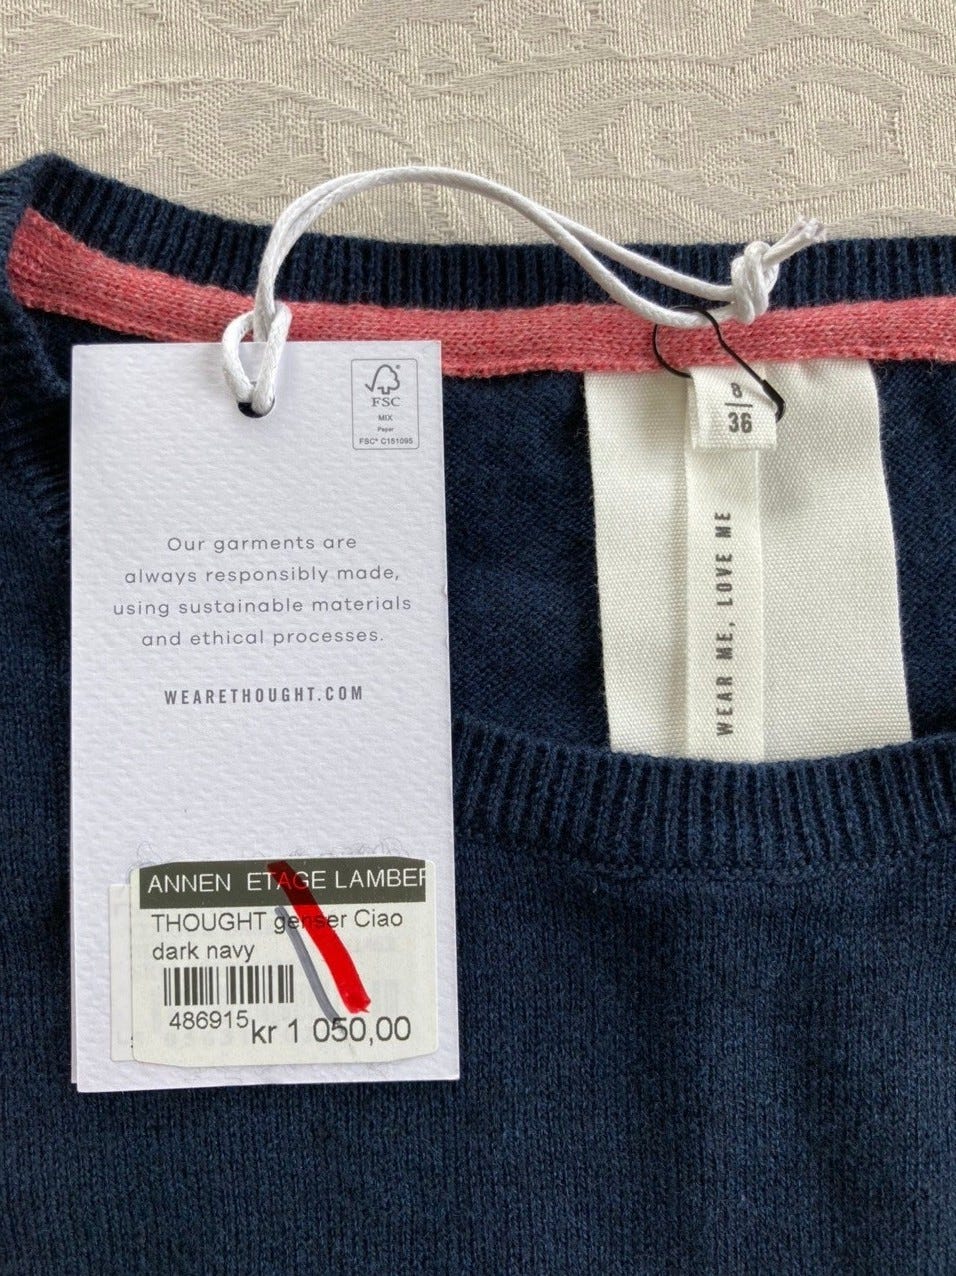 FSC
MIX
Paper
FSC® C151095
Our garments are
always responsibly made,
using sustainable materials
and ethical processes.
WEARETHOUGHT.COM
ANNEN ETAGE LAMBER
THOUGHT genser Ciao
dark navy
486915
kr 1 050,00
8
36
WEAR ME, LOVE ME